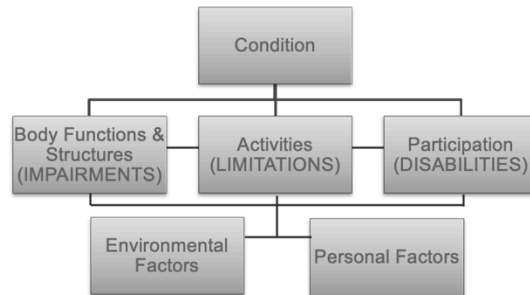 Condition
Body Functions &
Structures
(IMPAIRMENTS)
Activities
(LIMITATIONS)
Participation
(DISABILITIES)
Environmental
Factors
Personal Factors